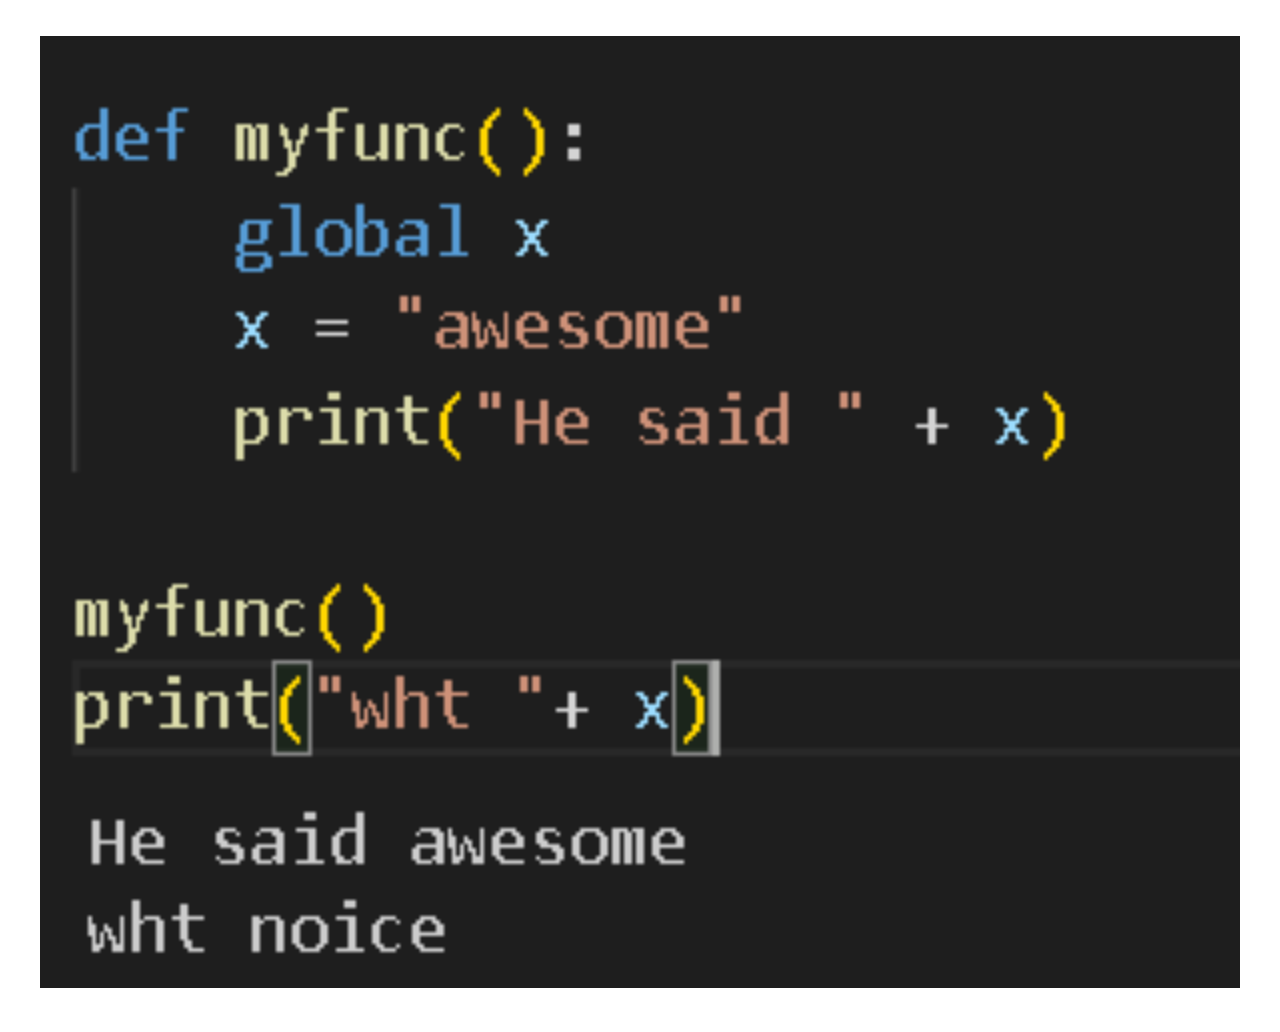 def myfunc():
    global x
    x = "awesome"
    print("He said " + x)
myfunc()
print("wht "+ x)
He said awesome
wht noice